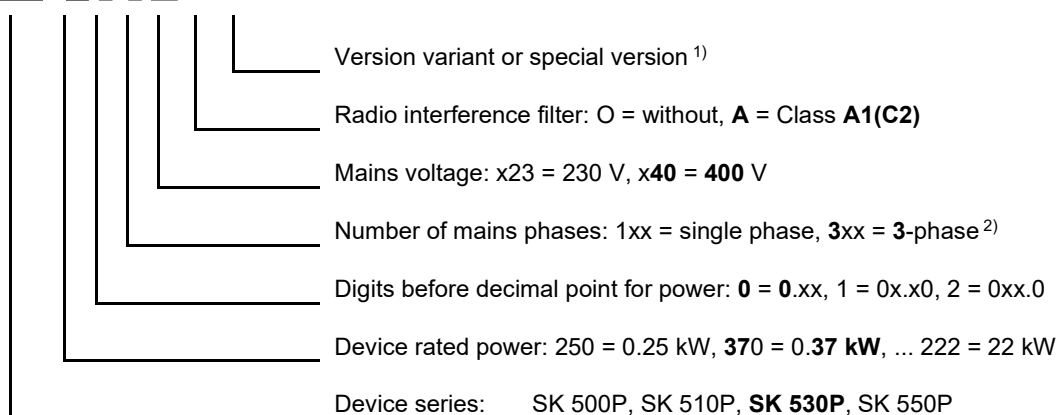 Version variant or special version 1)
Radio interference filter: O = without, A = Class A1(C2)
Mains voltage: x23 = 230 V, x40 = 400 V
Number of mains phases: 1xx = single phase, 3xx = 3-phase 2)
Digits before decimal point for power: 0 = 0.xx, 1 = 0x.x0, 2 = 0xx.0
Device rated power: 250 = 0.25 kW, 370 = 0.37 kW, ... 222 = 22 kW
Device series: SK 500P, SK 510P, SK 530P, SK 550P